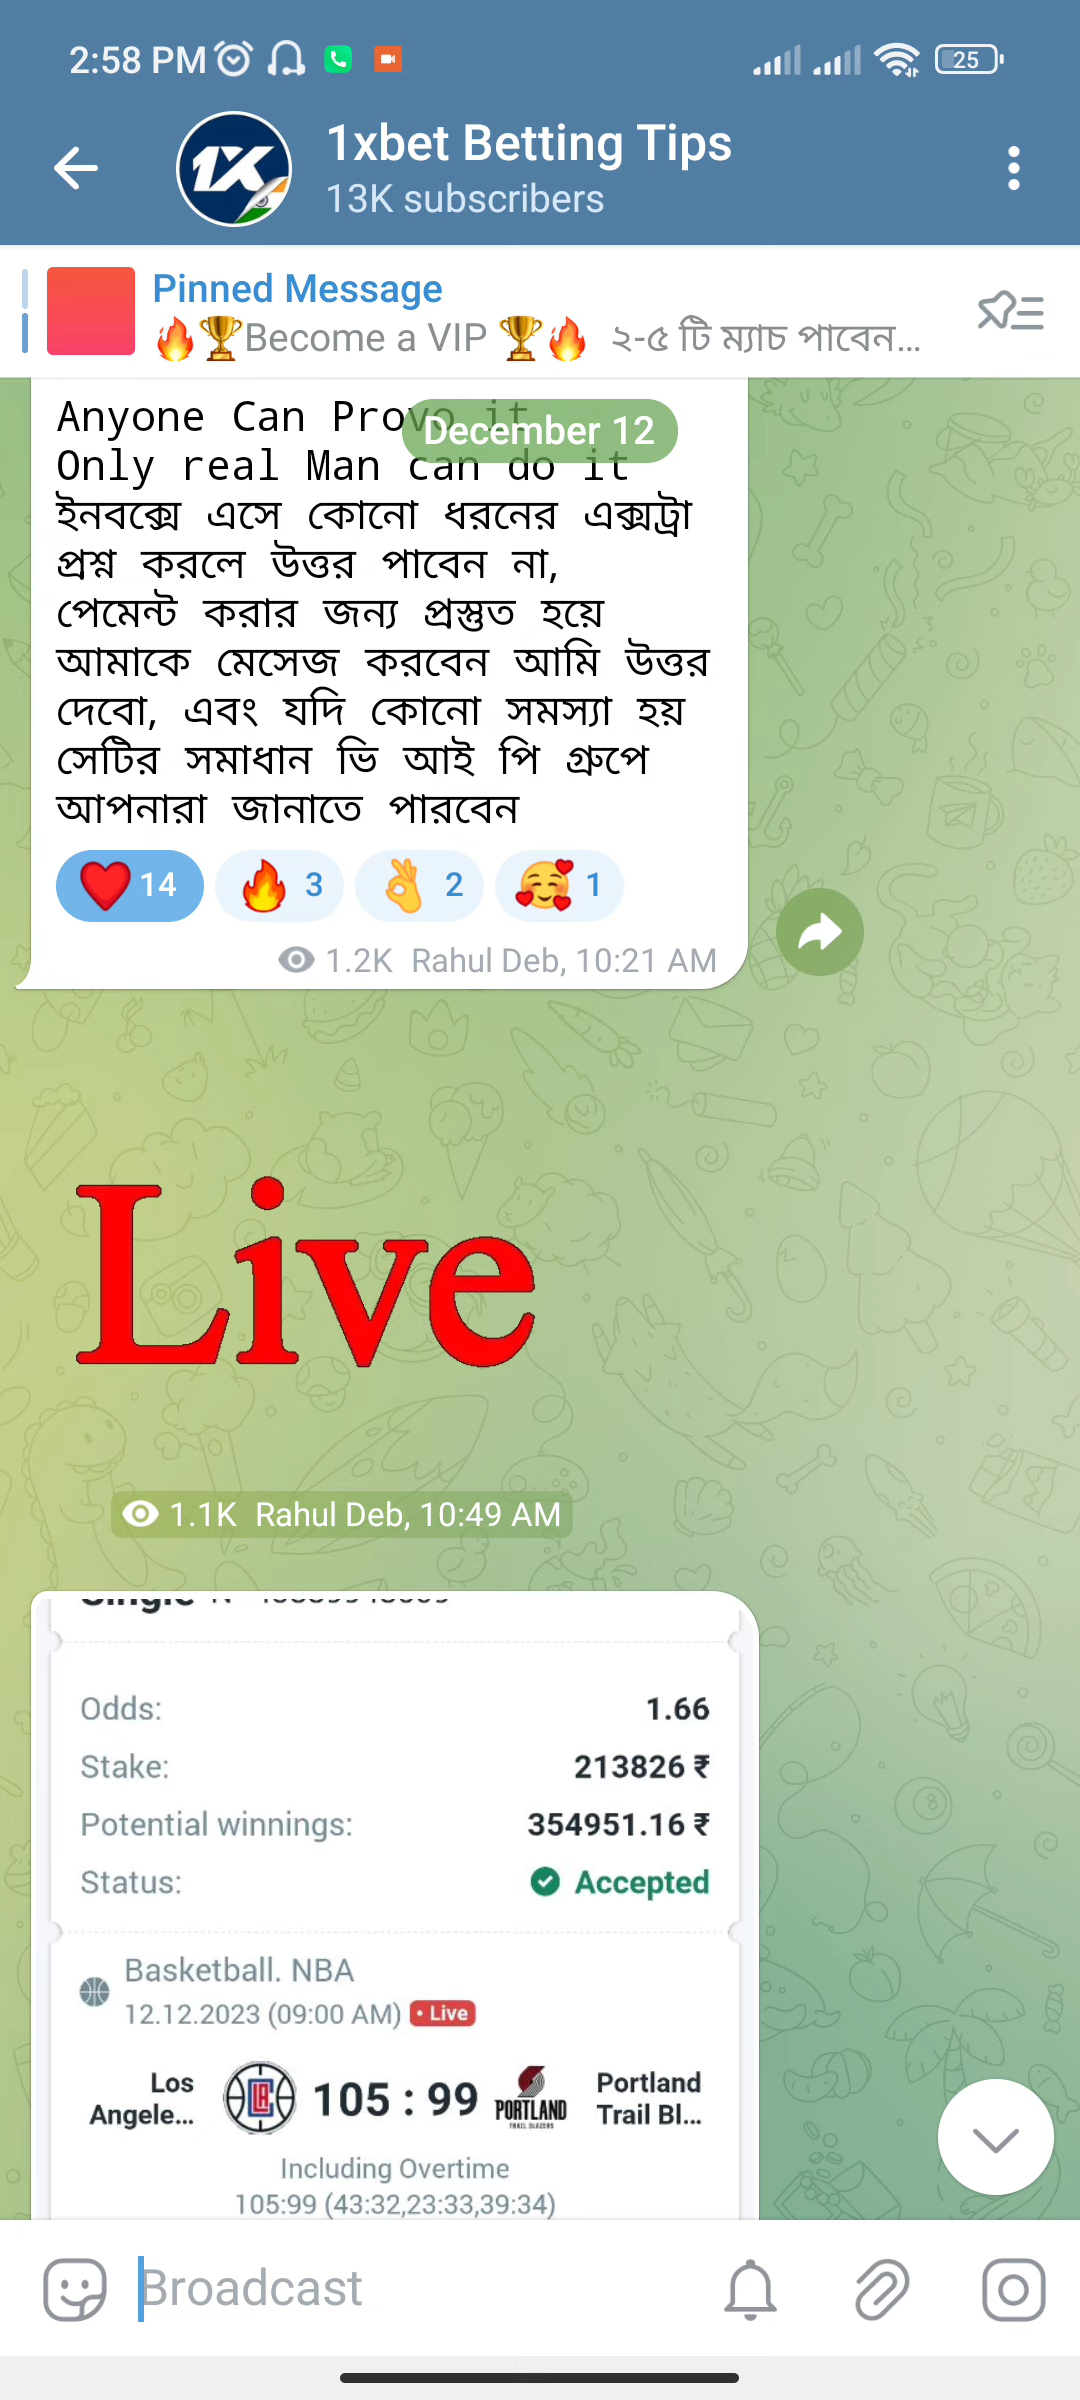 2:58 PM
25
1X
1xbet Betting Tips
13K subscribers
Pinned Message
🔥🏆Become a VIP 🏆🔥 ২-৫ টি ম্যাচ পাবেন...
Anyone Can Provo it
December 12
Only real Man can do it
ইনবক্সে এসে কোনো ধরনের এক্সট্রা
প্রশ্ন করলে উত্তর পাবেন না,
পেমেন্ট করার জন্য প্রস্তুত হয়ে
আমাকে মেসেজ করবেন আমি উত্তর
দেবো, এবং যদি কোনো সমস্যা হয়
সেটির সমাধান ভি আই পি গ্রুপে
আপনারা জানাতে পারবেন
❤️ 14 🔥 3 👌 2 🥰 1
1.2K Rahul Deb, 10:21 AM
Live
1.1K Rahul Deb, 10:49 AM
Single
Odds: 1.66
Stake: 213826 ₹
Potential winnings: 354951.16 ₹
Status: Accepted
Basketball. NBA
12.12.2023 (09:00 AM) • Live
Los Angele... 105 : 99 Portland Trail Bl...
PORTLAND
TRAIL BLAZERS
Including Overtime
105:99 (43:32,23:33,39:34)
Broadcast